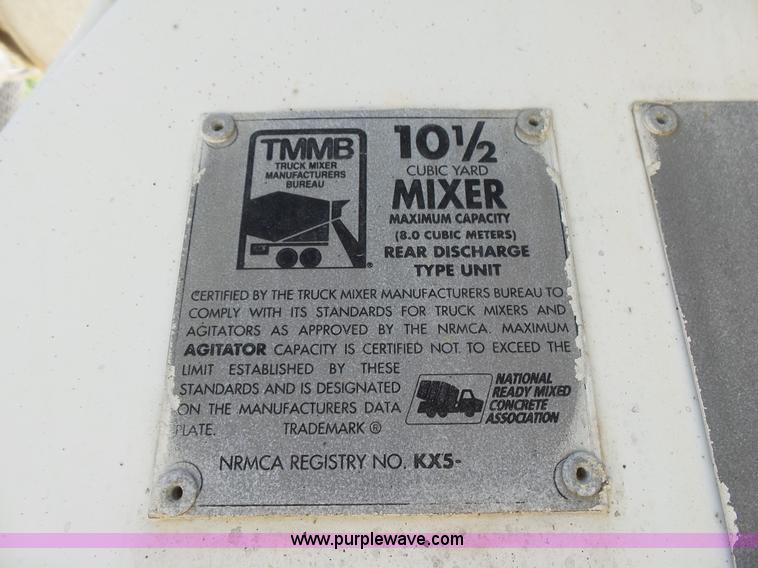 TMMB
TRUCK MIXER
MANUFACTURERS
BUREAU
®
10 1/2
CUBIC YARD
MIXER
MAXIMUM CAPACITY
(8.0 CUBIC METERS)
REAR DISCHARGE
TYPE UNIT
CERTIFIED BY THE TRUCK MIXER MANUFACTURERS BUREAU TO
COMPLY WITH ITS STANDARDS FOR TRUCK MIXERS AND
AGITATORS AS APPROVED BY THE NRMCA. MAXIMUM
AGITATOR CAPACITY IS CERTIFIED NOT TO EXCEED THE
LIMIT ESTABLISHED BY THESE
STANDARDS AND IS DESIGNATED
ON THE MANUFACTURERS DATA
PLATE. TRADEMARK ®
NATIONAL
READY MIXED
CONCRETE
ASSOCIATION
NRMCA REGISTRY NO. KX5-
www.purplewave.com